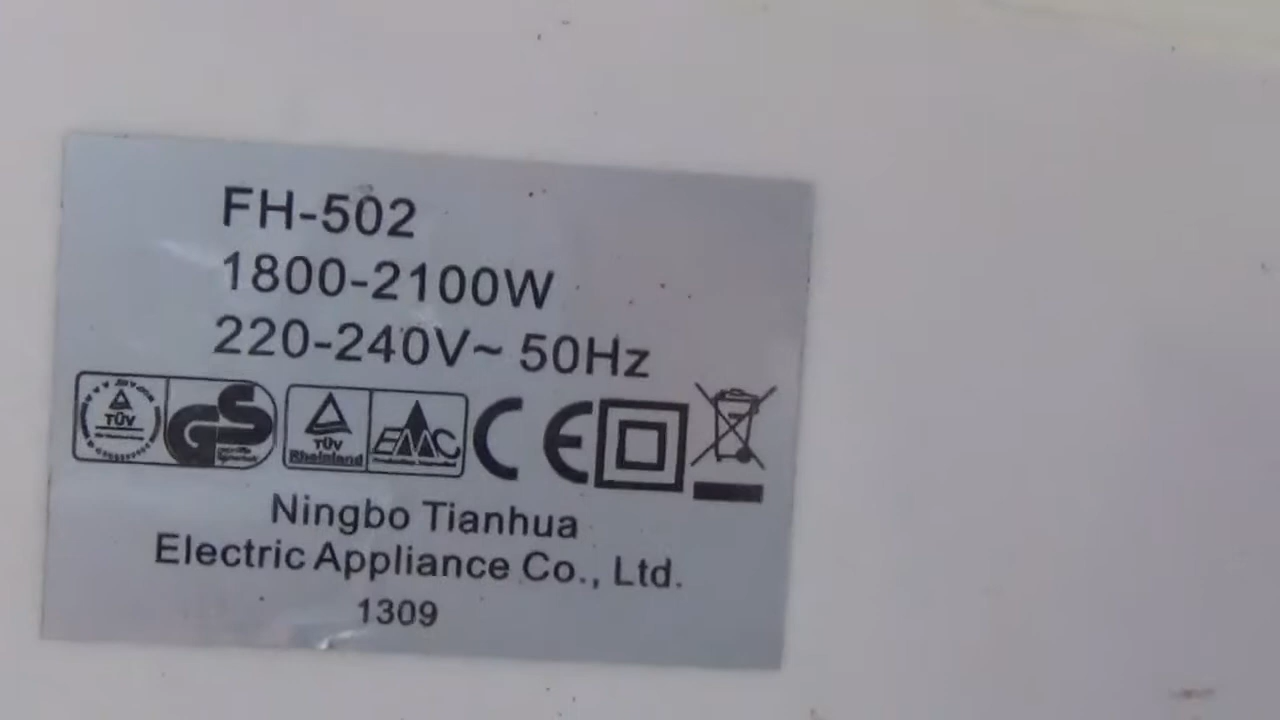 FH-502
1800-2100W
220-240V~ 50Hz
TÜV GS TÜV Rheinland EMC CE
Ningbo Tianhua
Electric Appliance Co., Ltd.
1309